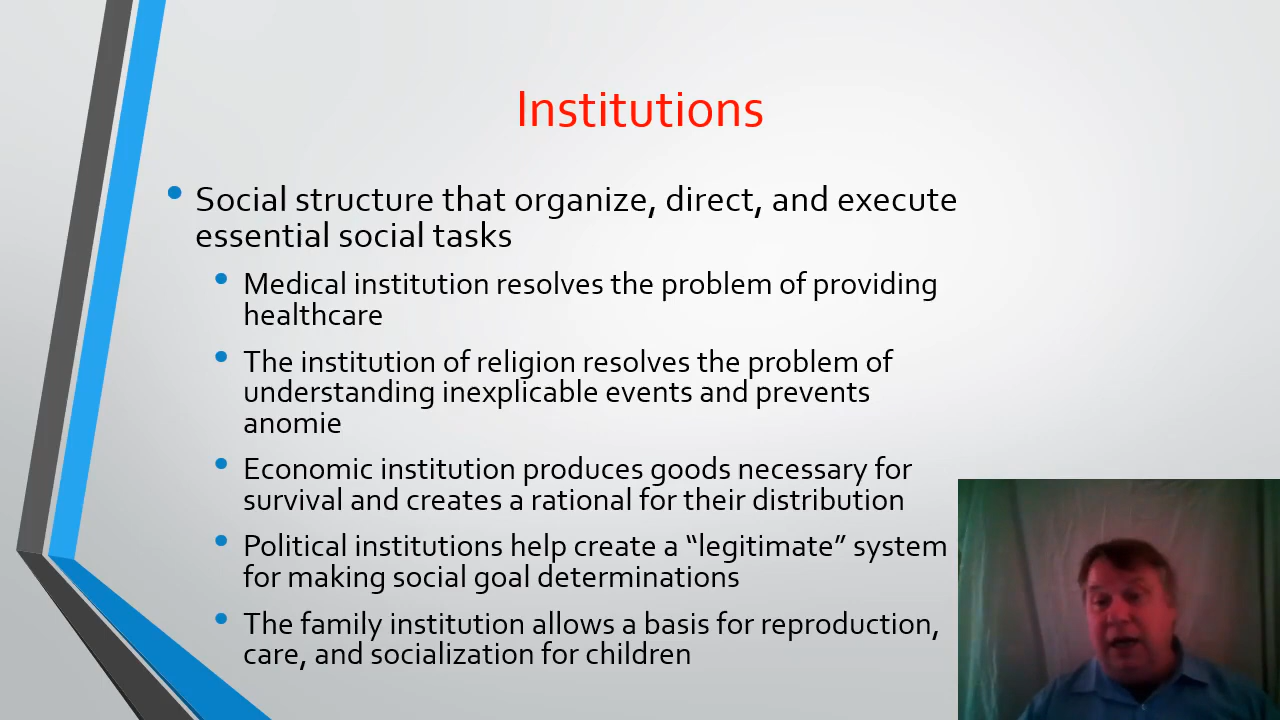 Institutions
Social structure that organize, direct, and execute
essential social tasks
Medical institution resolves the problem of providing
healthcare
The institution of religion resolves the problem of
understanding inexplicable events and prevents
anomie
Economic institution produces goods necessary for
survival and creates a rational for their distribution
Political institutions help create a “legitimate” system
for making social goal determinations
The family institution allows a basis for reproduction,
care, and socialization for children